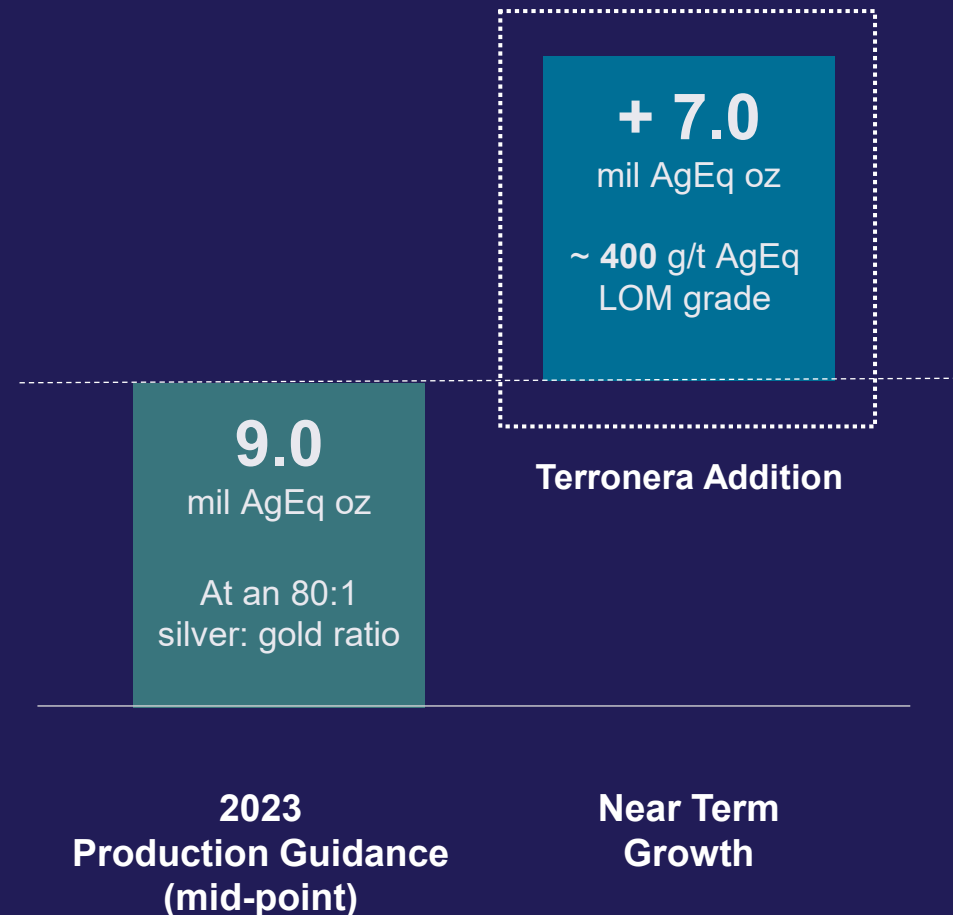 + 7.0
mil AgEq oz
~ 400 g/t AgEq
LOM grade
Terronera Addition
9.0
mil AgEq oz
At an 80:1
silver: gold ratio
2023
Production Guidance
(mid-point)
Near Term
Growth